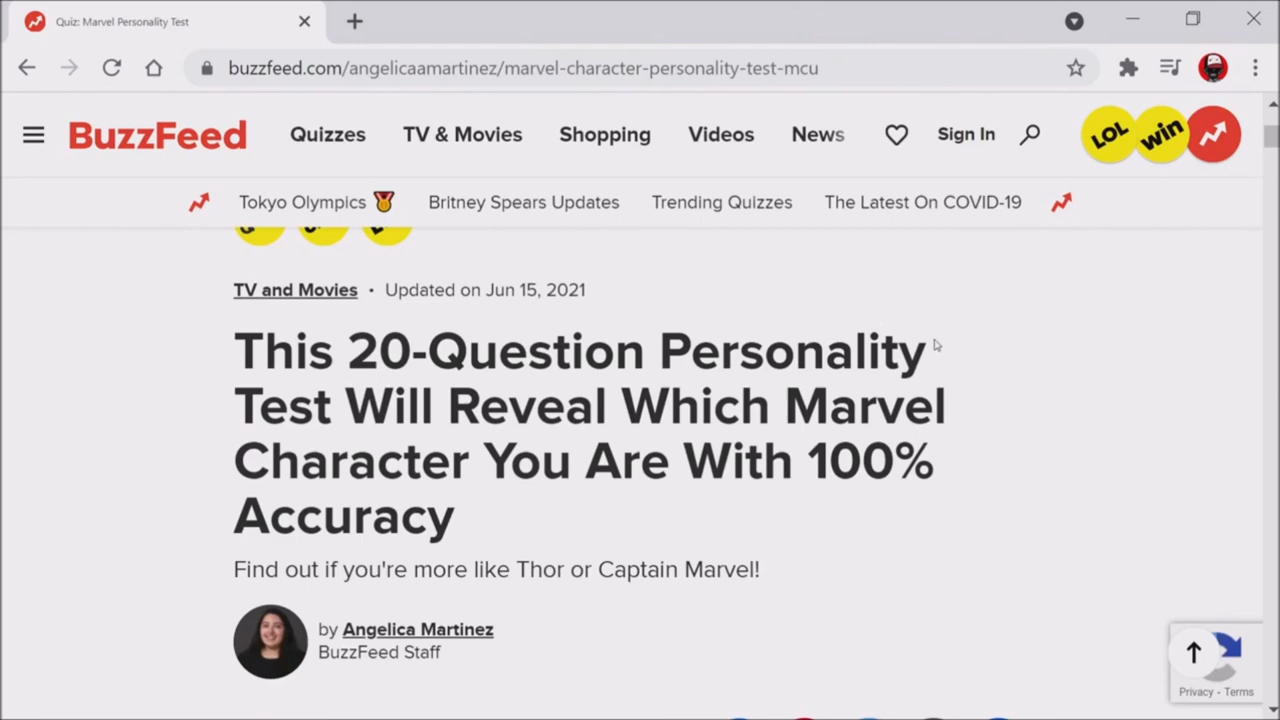 Quiz: Marvel Personality Test
buzzfeed.com/angelicaamartinez/marvel-character-personality-test-mcu
BuzzFeed Quizzes TV & Movies Shopping Videos News Sign In LOL win
Tokyo Olympics Britney Spears Updates Trending Quizzes The Latest On COVID-19
TV and Movies • Updated on Jun 15, 2021
This 20-Question Personality
Test Will Reveal Which Marvel
Character You Are With 100%
Accuracy
Find out if you're more like Thor or Captain Marvel!
by Angelica Martinez
BuzzFeed Staff
Privacy - Terms